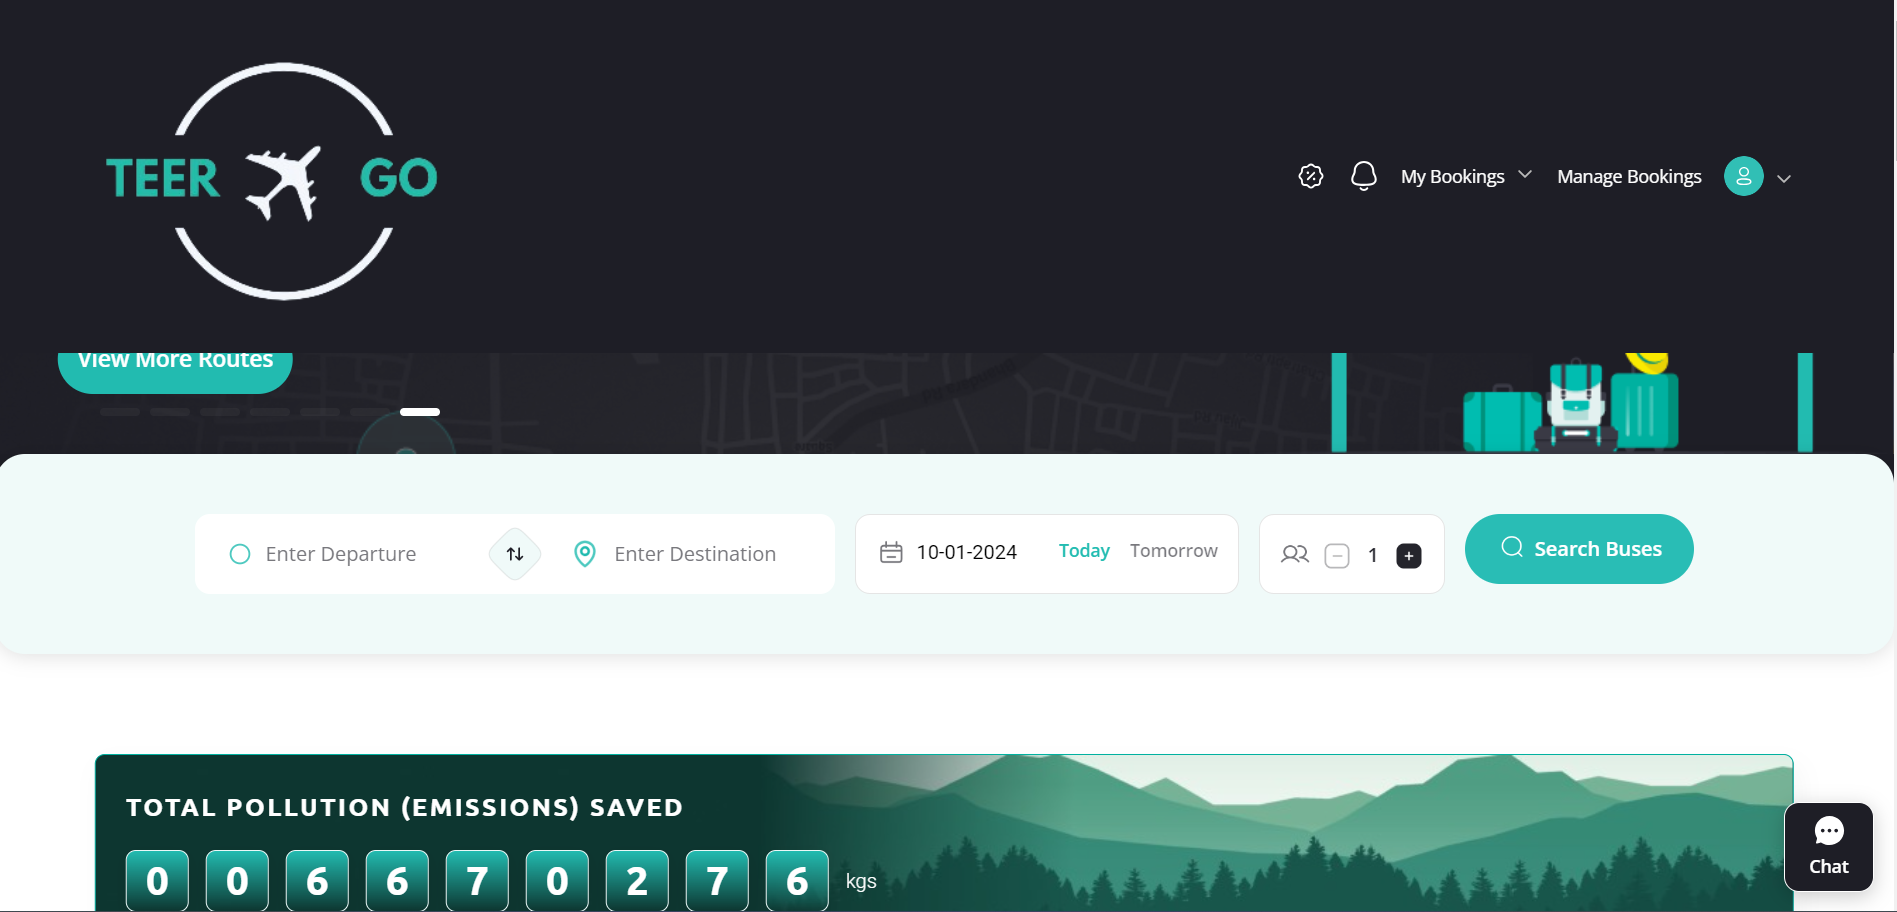 TEER GO
My Bookings
Manage Bookings
View More Routes
Enter Departure
Enter Destination
10-01-2024
Today
Tomorrow
1
Search Buses
TOTAL POLLUTION (EMISSIONS) SAVED
0 0 6 6 7 0 2 7 6 kgs
Chat